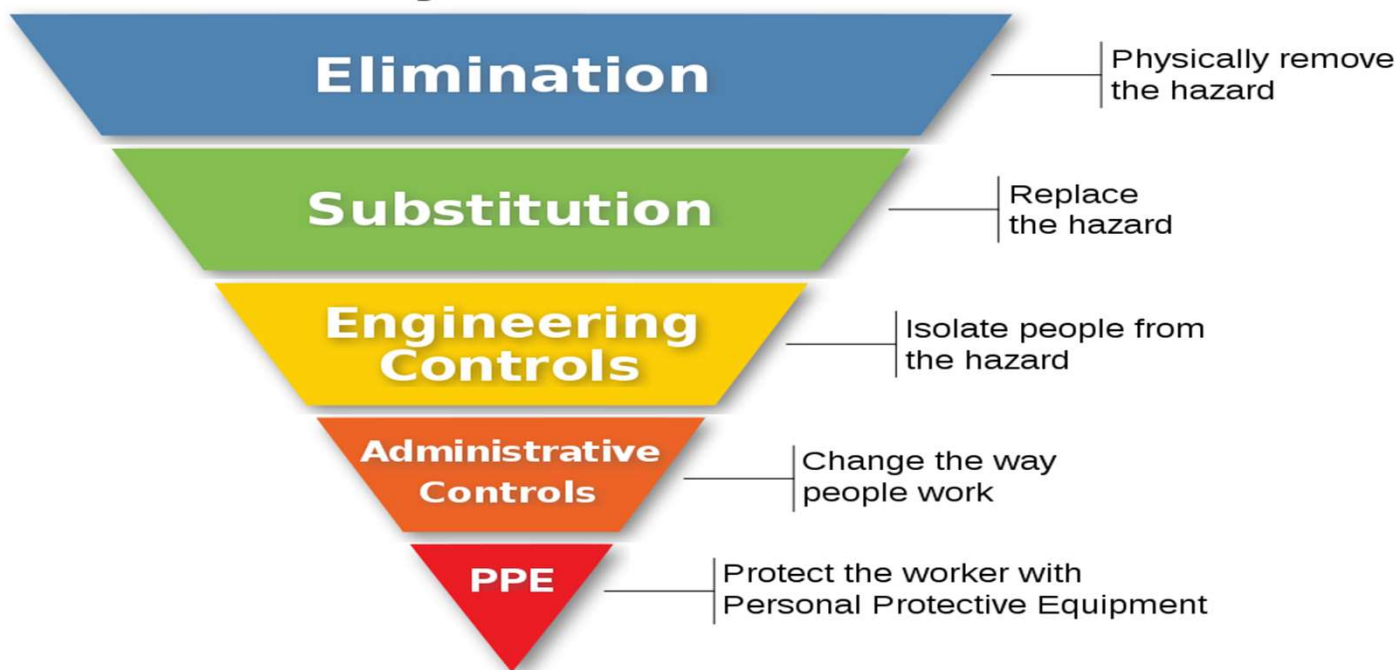 Elimination
Physically remove
the hazard
Substitution
Replace
the hazard
Engineering
Controls
Isolate people from
the hazard
Administrative
Controls
Change the way
people work
PPE
Protect the worker with
Personal Protective Equipment